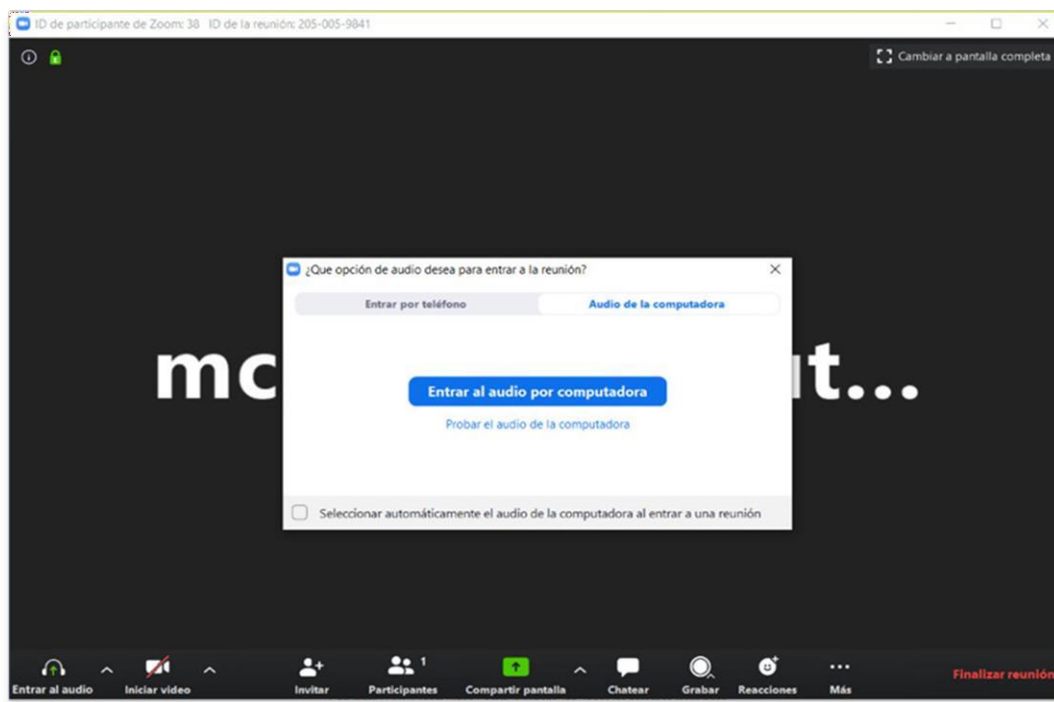 ID de participante de Zoom: 38 ID de la reunión: 205-005-9841
Cambiar a pantalla completa
¿Que opción de audio desea para entrar a la reunión?
Entrar por teléfono Audio de la computadora
mc t...
Entrar al audio por computadora
Probar el audio de la computadora
Seleccionar automáticamente el audio de la computadora al entrar a una reunión
1
Entrar al audio Iniciar video Invitar Participantes Compartir pantalla Chatear Grabar Reacciones Más Finalizar reunión